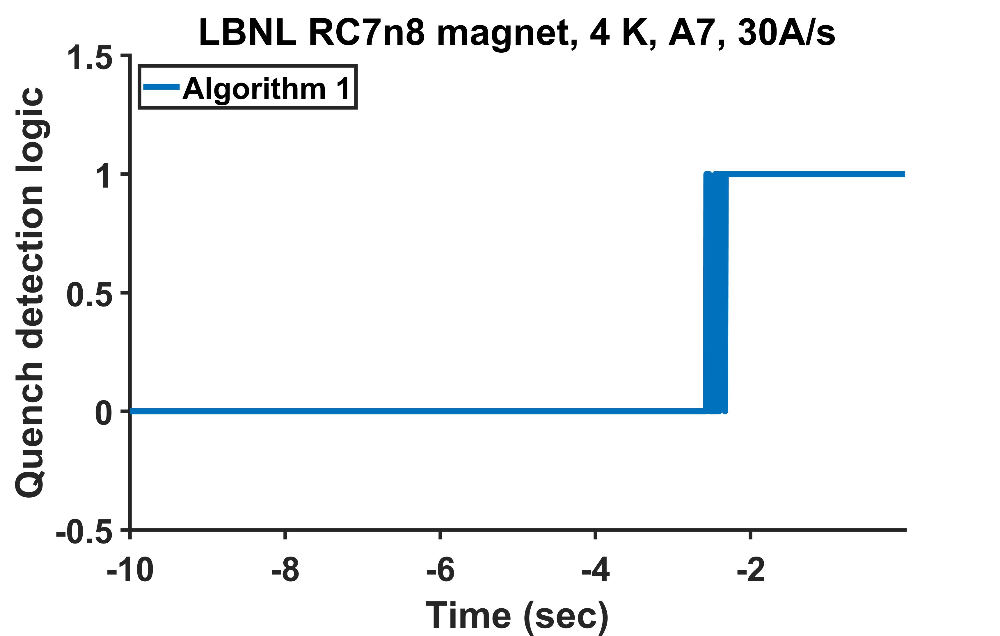 LBNL RC7n8 magnet, 4 K, A7, 30A/s
Algorithm 1
Quench detection logic
1.5
1
0.5
0
-0.5
-10
-8
-6
-4
-2
Time (sec)